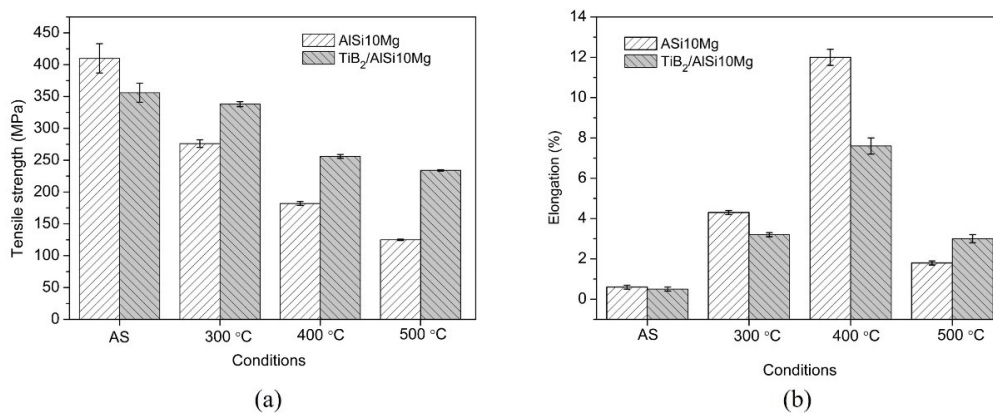 450
400
350
300
250
200
150
100
50
0
Tensile strength (MPa)
AlSi10Mg
TiB₂/AlSi10Mg
AS
300 °C
400 °C
500 °C
Conditions
(a)
12
10
8
6
4
2
0
Elongation (%)
ASi10Mg
TiB₂/AlSi10Mg
AS
300 °C
400 °C
500 °C
Conditions
(b)